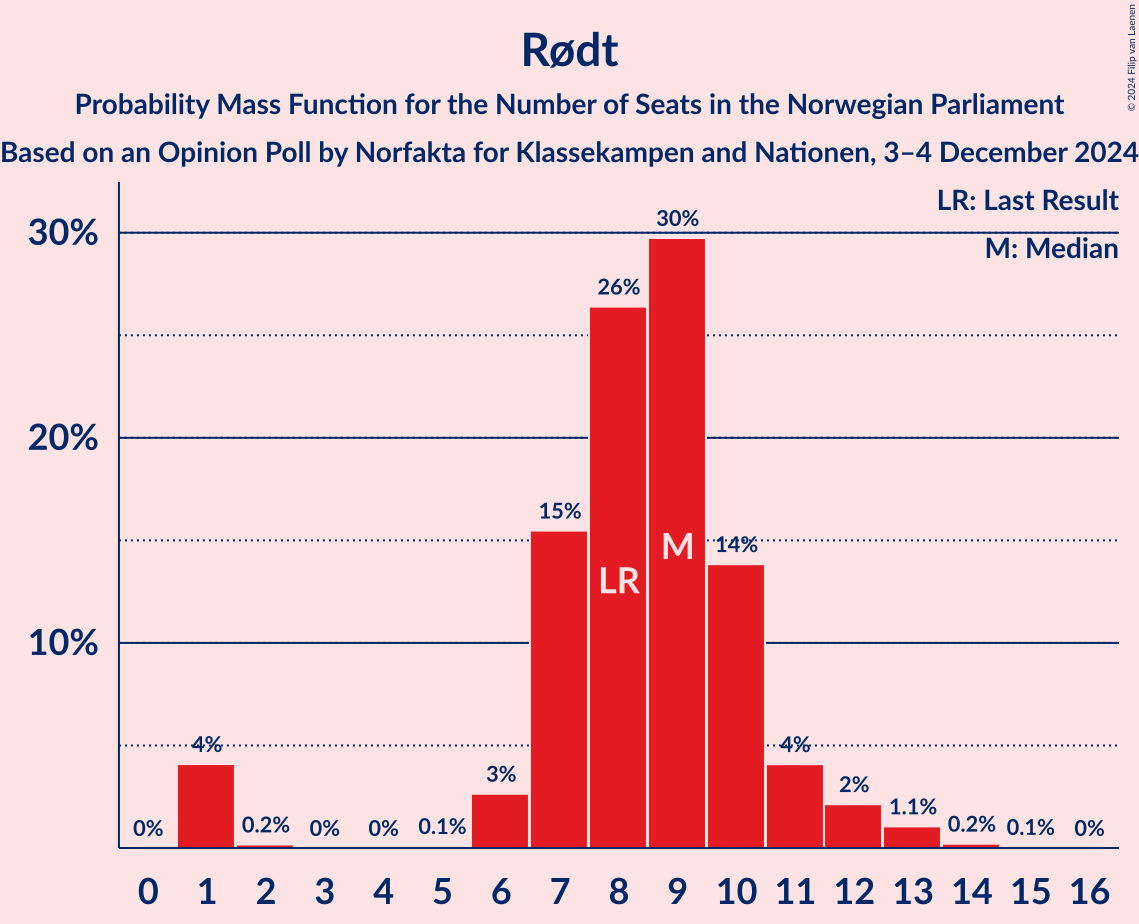 Rødt
Probability Mass Function for the Number of Seats in the Norwegian Parliament
Based on an Opinion Poll by Norfakta for Klassekampen and Nationen, 3–4 December 2024
© 2024 Filip van Laenen
LR: Last Result
M: Median
30%
20%
10%
0%
4%
0.2%
0%
0%
0.1%
3%
15%
26%
30%
14%
4%
2%
1.1%
0.2%
0.1%
0%
LR
M
0 1 2 3 4 5 6 7 8 9 10 11 12 13 14 15 16